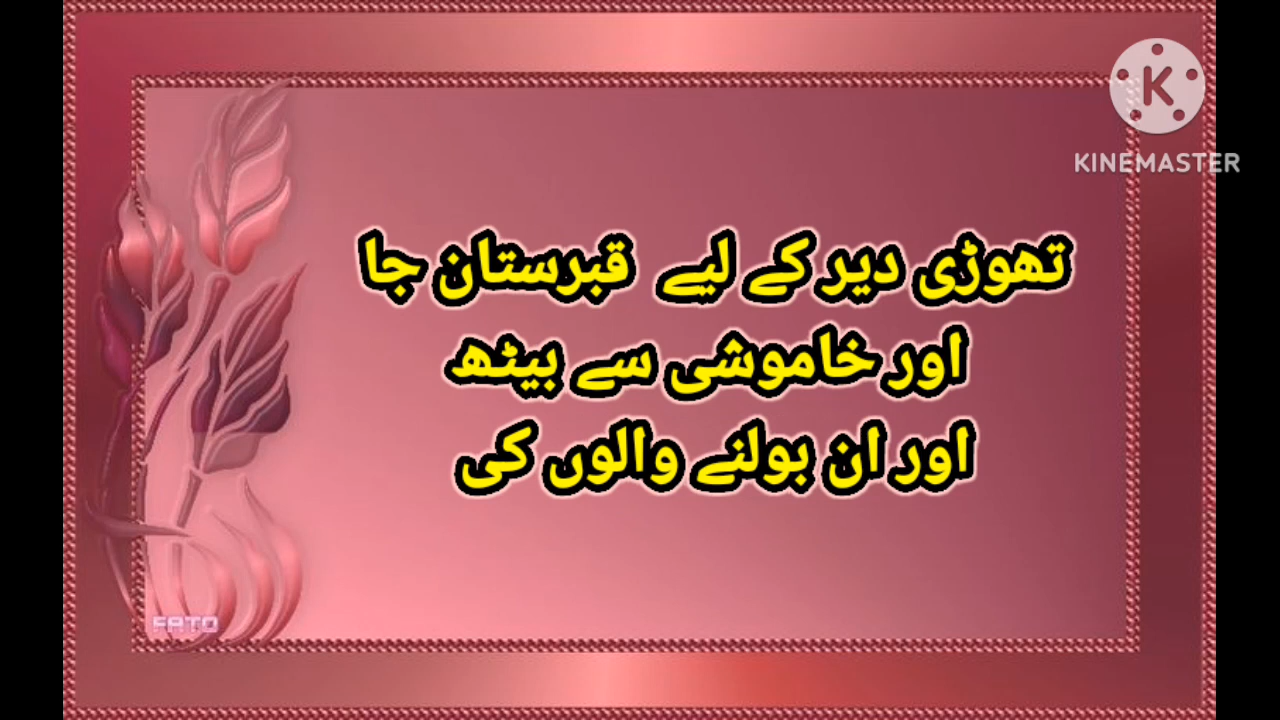 KINEMASTER
تھوڑی دیر کے لیے قبرستان جا
اور خاموشی سے بیٹھ
اور ان بولنے والوں کی
FATO